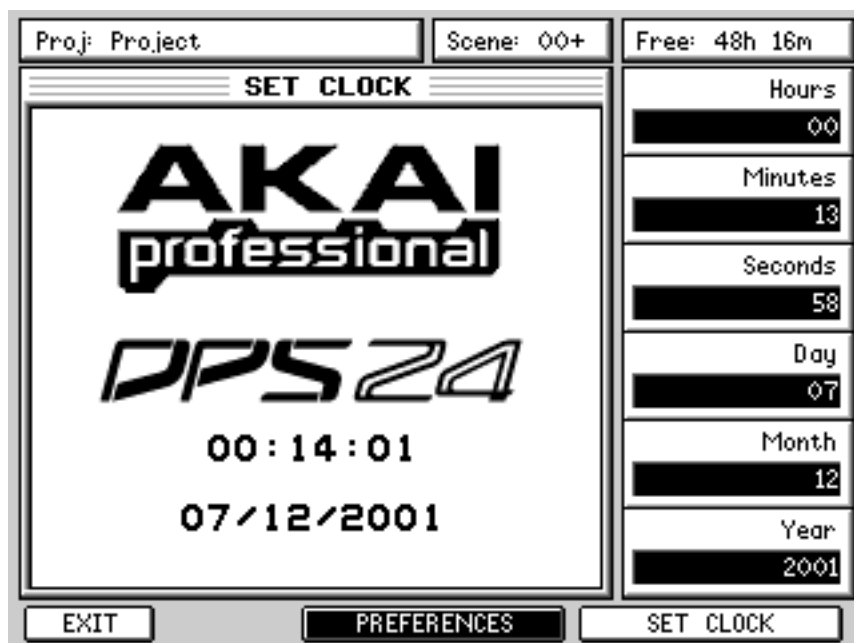 Proj: Project
Scene: 00+
Free: 48h 16m
SET CLOCK
AKAI
professional
DPS24
00:14:01
07/12/2001
Hours
00
Minutes
13
Seconds
58
Day
07
Month
12
Year
2001
EXIT
PREFERENCES
SET CLOCK